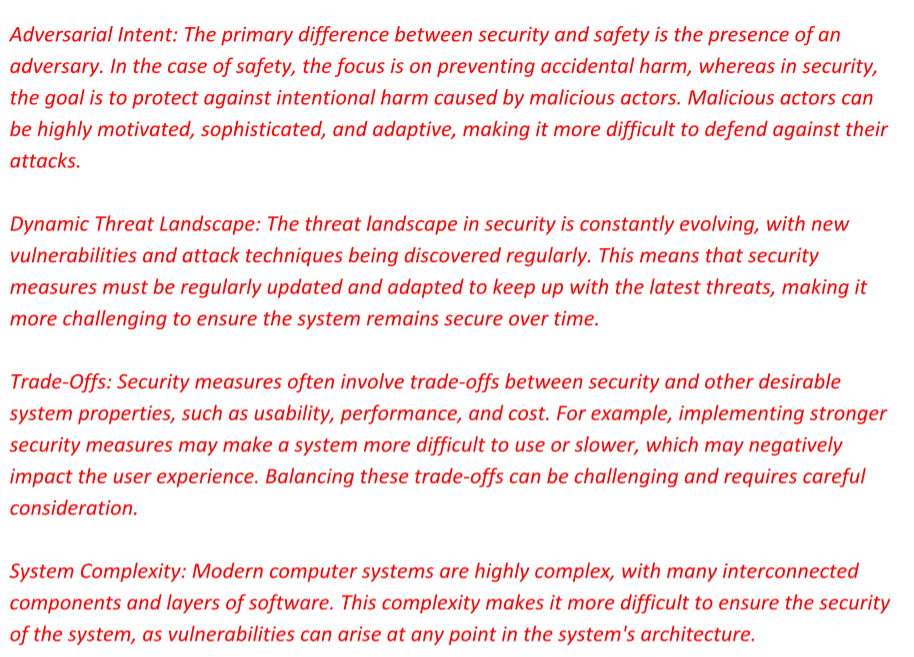 Adversarial Intent: The primary difference between security and safety is the presence of an
adversary. In the case of safety, the focus is on preventing accidental harm, whereas in security,
the goal is to protect against intentional harm caused by malicious actors. Malicious actors can
be highly motivated, sophisticated, and adaptive, making it more difficult to defend against their
attacks.
Dynamic Threat Landscape: The threat landscape in security is constantly evolving, with new
vulnerabilities and attack techniques being discovered regularly. This means that security
measures must be regularly updated and adapted to keep up with the latest threats, making it
more challenging to ensure the system remains secure over time.
Trade-Offs: Security measures often involve trade-offs between security and other desirable
system properties, such as usability, performance, and cost. For example, implementing stronger
security measures may make a system more difficult to use or slower, which may negatively
impact the user experience. Balancing these trade-offs can be challenging and requires careful
consideration.
System Complexity: Modern computer systems are highly complex, with many interconnected
components and layers of software. This complexity makes it more difficult to ensure the security
of the system, as vulnerabilities can arise at any point in the system's architecture.